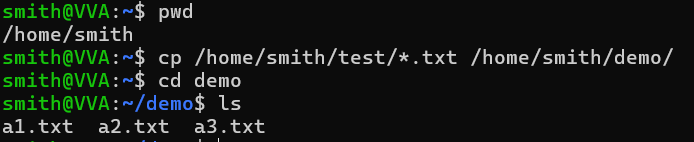 smith@VVA:~$ pwd
/home/smith
smith@VVA:~$ cp /home/smith/test/*.txt /home/smith/demo/
smith@VVA:~$ cd demo
smith@VVA:~/demo$ ls
a1.txt  a2.txt  a3.txt